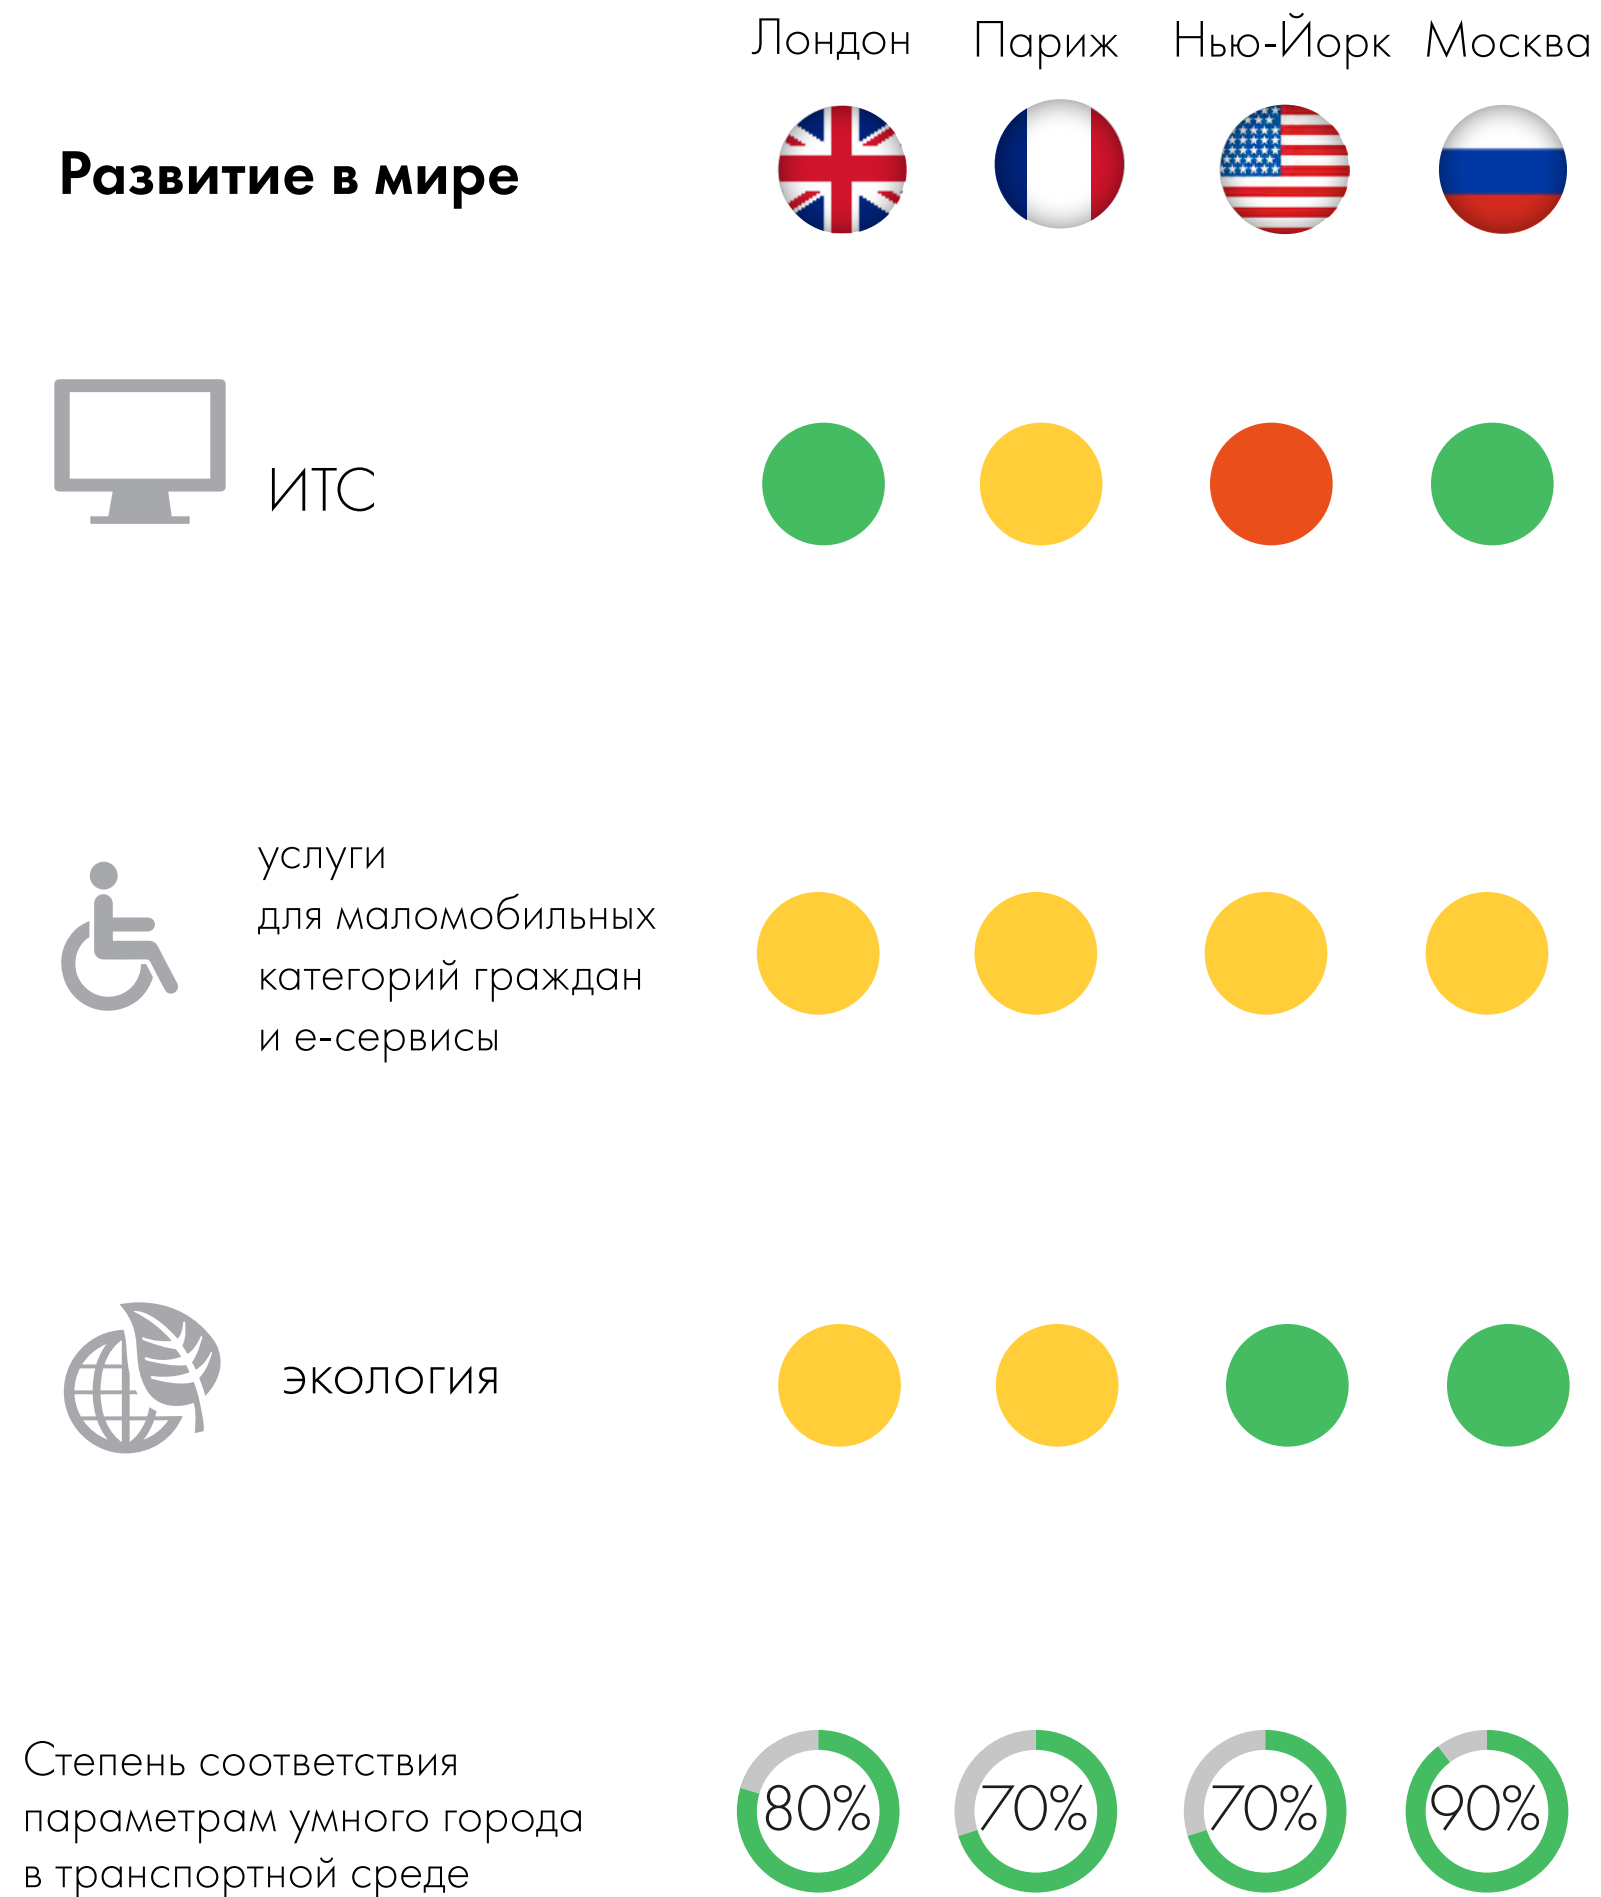 Лондон Париж Нью-Йорк Москва
Развитие в мире
ИТС
услуги
для маломобильных
категорий граждан
и е-сервисы
экология
Степень соответствия
параметрам умного города
в транспортной среде
80% 70% 70% 90%